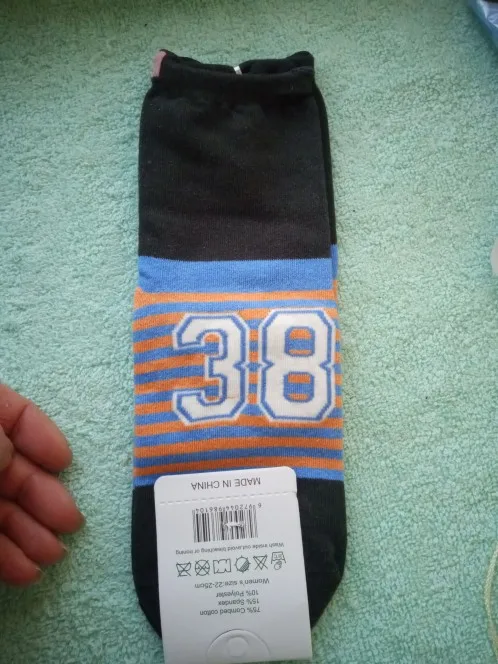 38
75% Combed cotton
15% Spandex
10% Polyester
Women's size:22-25cm
Wash inside out,avoid bleaching or ironing
MADE IN CHINA